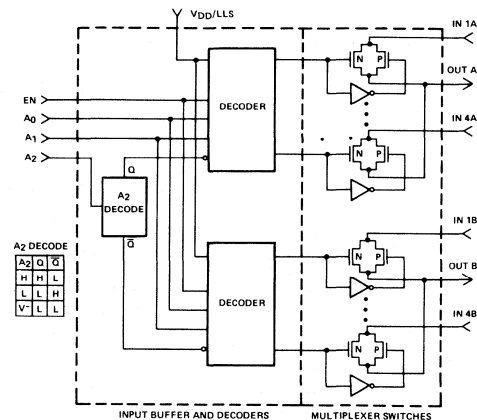 VDD/LLS
IN 1A
N P
OUT A
DECODER
EN
A0
A1
A2
IN 4A
N P
Q
A2
DECODE
Q̅
IN 1B
N P
OUT B
A2 DECODE
A2 Q Q̅
H H L
L L H
V- L L
DECODER
IN 4B
N P
INPUT BUFFER AND DECODERS
MULTIPLEXER SWITCHES